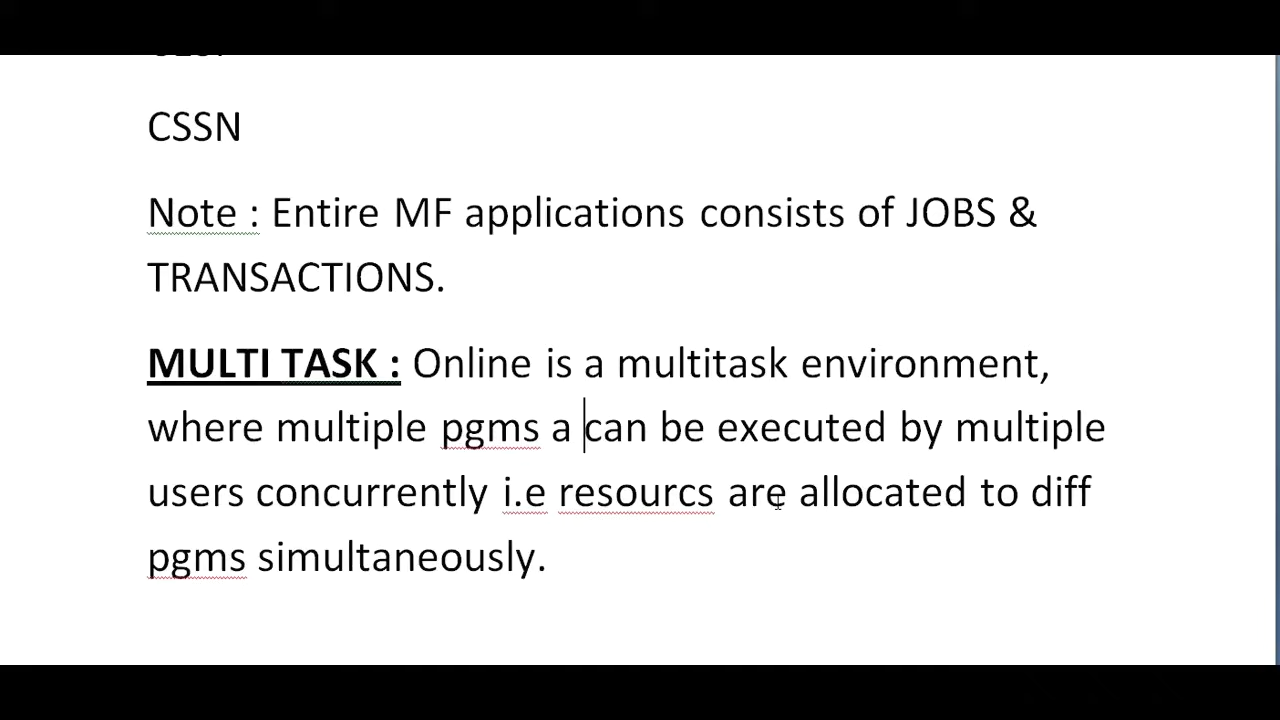 CSSN
Note : Entire MF applications consists of JOBS &
TRANSACTIONS.
MULTI TASK : Online is a multitask environment,
where multiple pgms a can be executed by multiple
users concurrently i.e resourcs are allocated to diff
pgms simultaneously.